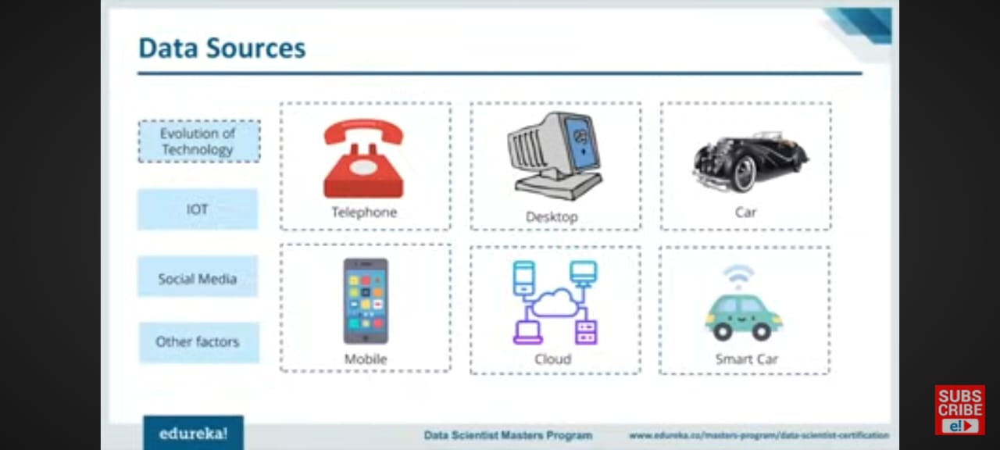 Data Sources
Evolution of
Technology
IOT
Social Media
Other factors
Telephone
Desktop
Car
Mobile
Cloud
Smart Car
edureka!
Data Scientist Masters Program
www.edureka.co/masters-program/data-scientist-certification
SUBS
CRIBE
e!